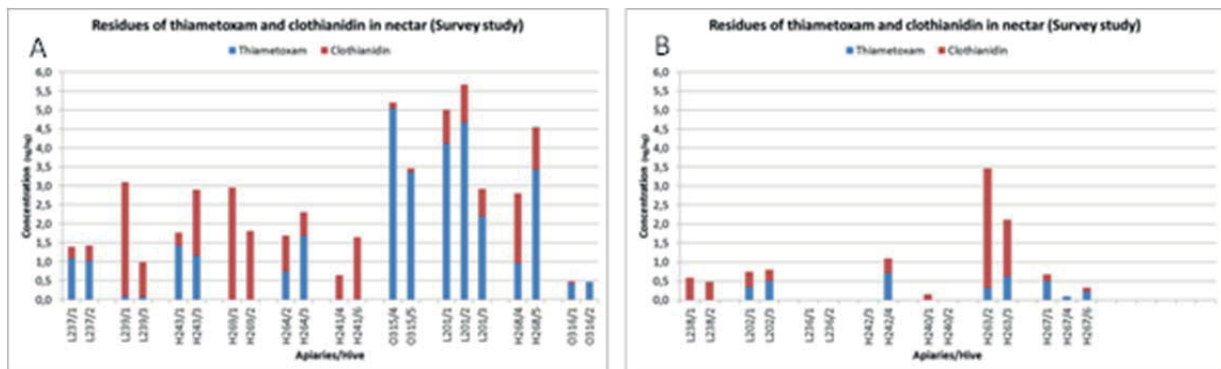 A
Residues of thiametoxam and clothianidin in nectar (Survey study)
Thiametoxam Clothianidin
Concentration (ng/g)
6,0
5,5
5,0
4,5
4,0
3,5
3,0
2,5
2,0
1,5
1,0
0,5
0,0
L237/1 L237/2 L239/1 L239/3 H243/1 H243/3 H269/1 H269/2 H264/2 H264/3 H241/4 H241/6 O315/4 O315/5 L201/1 L201/2 L201/3 H268/4 H268/5 O316/1 O316/2
Apiaries/Hive
B
Residues of thiametoxam and clothianidin in nectar (Survey study)
Thiametoxam Clothianidin
Concentration (ng/g)
6,0
5,5
5,0
4,5
4,0
3,5
3,0
2,5
2,0
1,5
1,0
0,5
0,0
L238/1 L238/2 L202/1 L202/3 L236/1 L236/2 H242/3 H242/4 H240/1 H240/2 H263/2 H263/3 H267/1 H267/4 H267/6
Apiaries/Hive